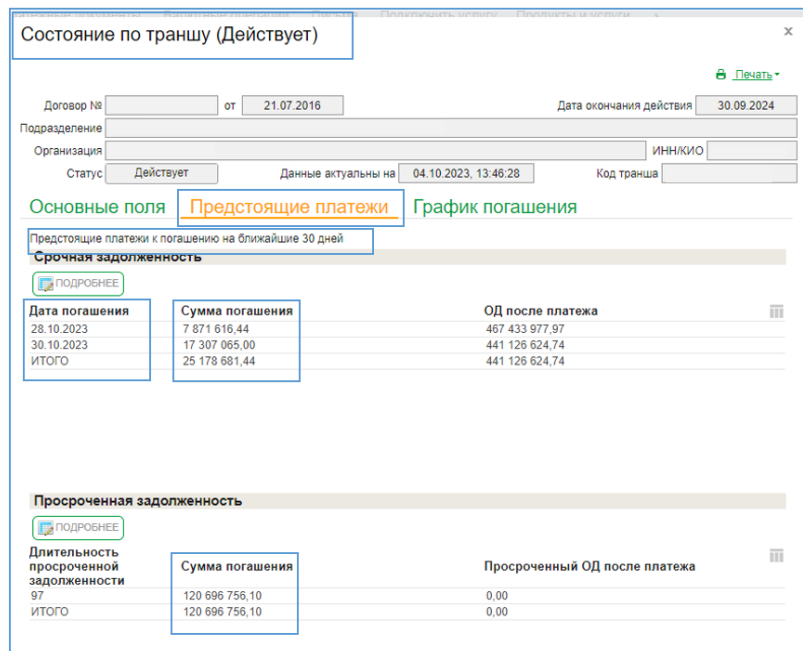 Состояние по траншу (Действует)
x
Печать
Договор № от 21.07.2016 Дата окончания действия 30.09.2024
Подразделение
Организация ИНН/КИО
Статус Действует Данные актуальны на 04.10.2023, 13:46:28 Код транша
Основные поля Предстоящие платежи График погашения
Предстоящие платежи к погашению на ближайшие 30 дней
Срочная задолженность
ПОДРОБНЕЕ
Дата погашения Сумма погашения ОД после платежа
28.10.2023 7 871 616,44 467 433 977,97
30.10.2023 17 307 065,00 441 126 624,74
ИТОГО 25 178 681,44 441 126 624,74
Просроченная задолженность
ПОДРОБНЕЕ
Длительность
просроченной
задолженности
Сумма погашения Просроченный ОД после платежа
97 120 696 756,10 0,00
ИТОГО 120 696 756,10 0,00